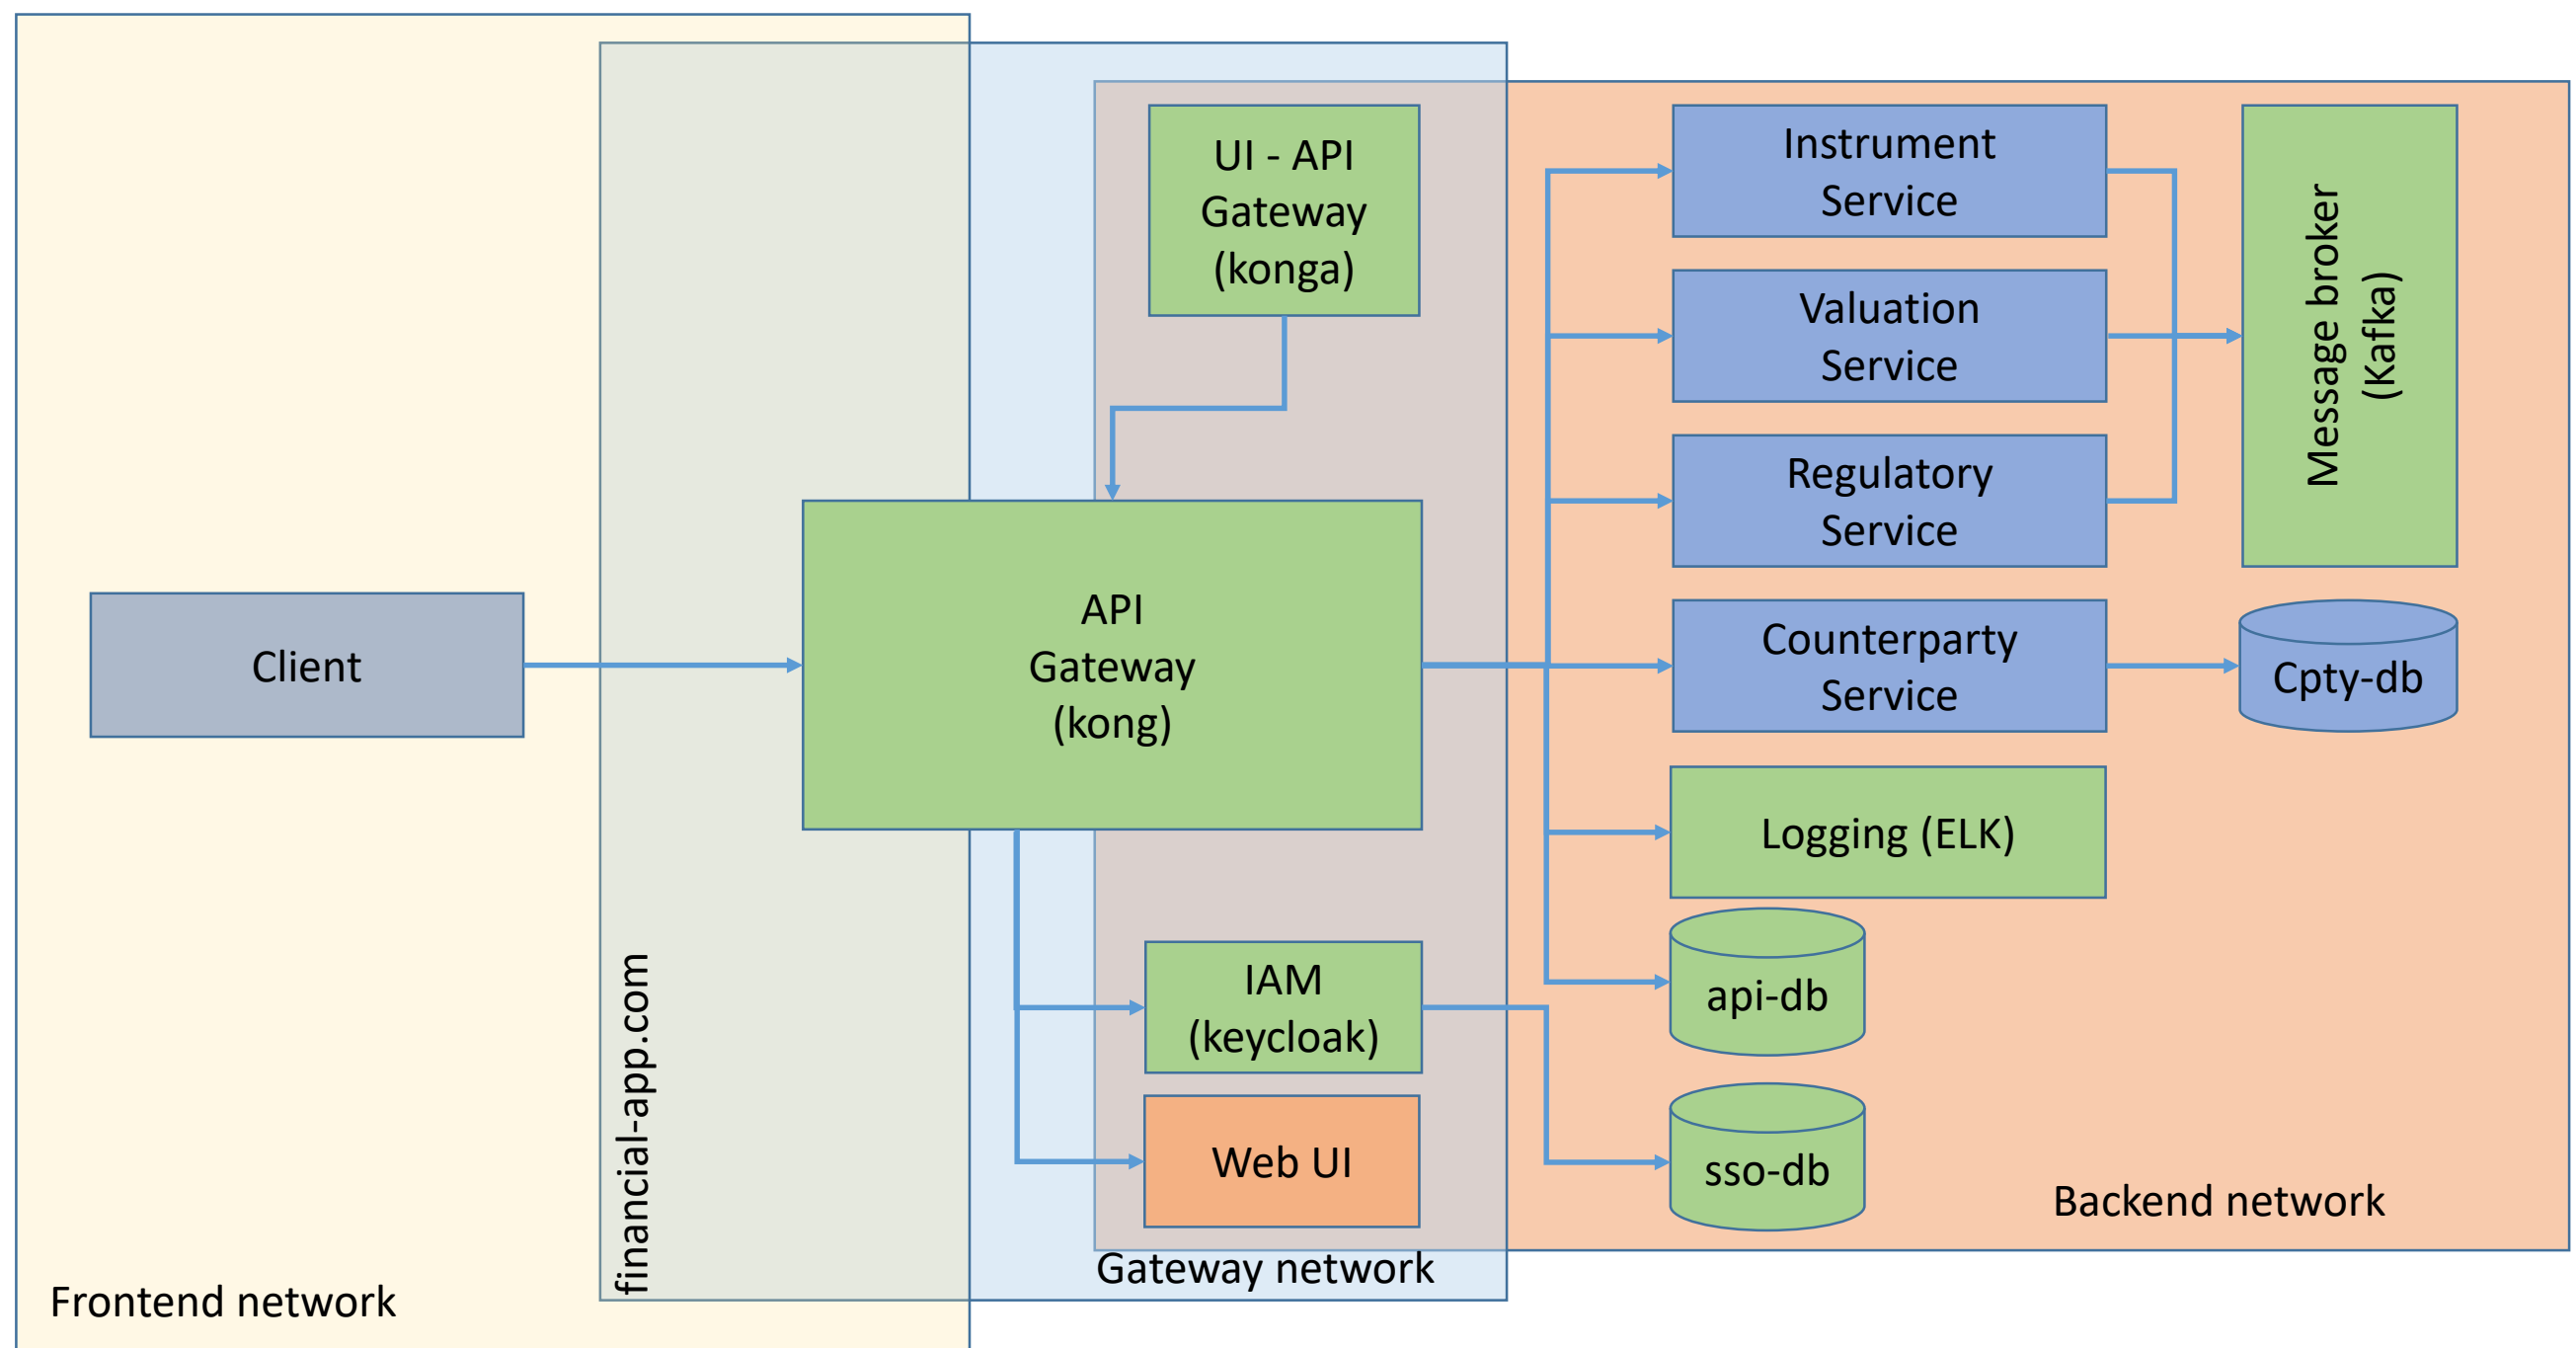 UI - API
Gateway
(konga)
Instrument
Service
Valuation
Service
Regulatory
Service
Message broker
(Kafka)
Client
API
Gateway
(kong)
Counterparty
Service
Cpty-db
Logging (ELK)
IAM
(keycloak)
api-db
Web UI
sso-db
financial-app.com
Backend network
Gateway network
Frontend network